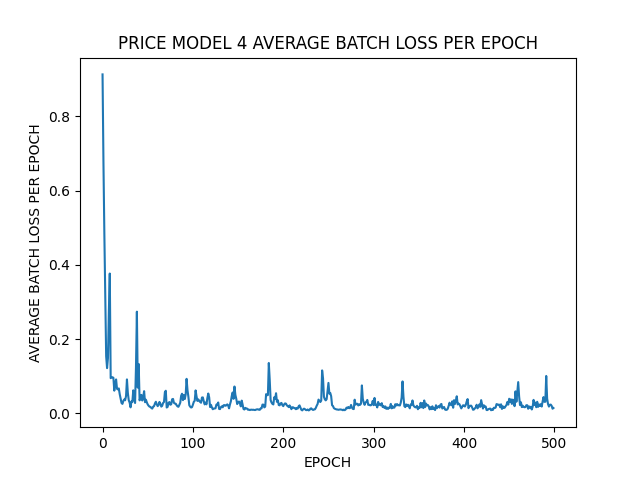 PRICE MODEL 4 AVERAGE BATCH LOSS PER EPOCH
AVERAGE BATCH LOSS PER EPOCH
0.8
0.6
0.4
0.2
0.0
0 100 200 300 400 500
EPOCH